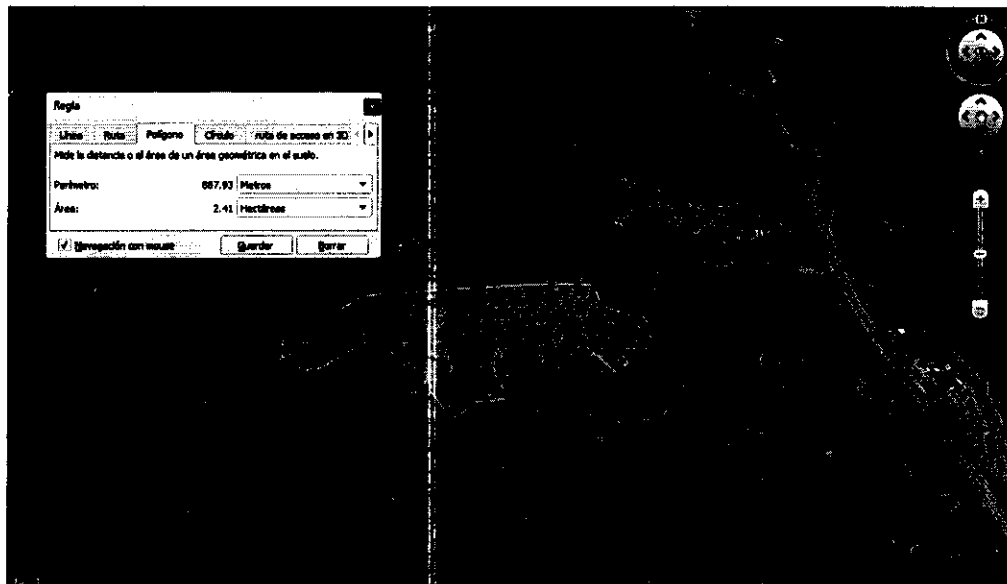 Regla
Línea Ruta Polígono Círculo ruta de acceso en 3D
Mide la distancia o el área de un área geométrica en el suelo.
Perímetro: 887.93 Metros
Área: 2.41 Hectáreas
Navegación con mouse Guardar Borrar